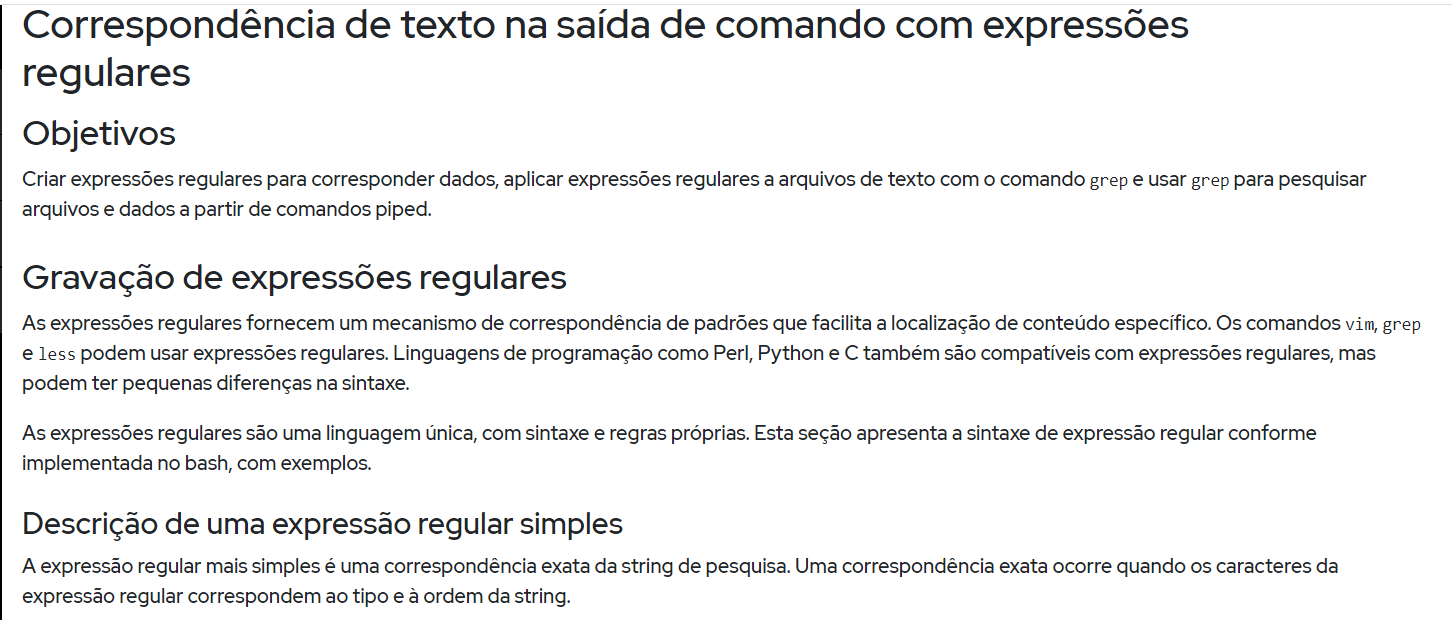 Correspondência de texto na saída de comando com expressões
regulares
Objetivos
Criar expressões regulares para corresponder dados, aplicar expressões regulares a arquivos de texto com o comando grep e usar grep para pesquisar
arquivos e dados a partir de comandos piped.
Gravação de expressões regulares
As expressões regulares fornecem um mecanismo de correspondência de padrões que facilita a localização de conteúdo específico. Os comandos vim, grep
e less podem usar expressões regulares. Linguagens de programação como Perl, Python e C também são compatíveis com expressões regulares, mas
podem ter pequenas diferenças na sintaxe.
As expressões regulares são uma linguagem única, com sintaxe e regras próprias. Esta seção apresenta a sintaxe de expressão regular conforme
implementada no bash, com exemplos.
Descrição de uma expressão regular simples
A expressão regular mais simples é uma correspondência exata da string de pesquisa. Uma correspondência exata ocorre quando os caracteres da
expressão regular correspondem ao tipo e à ordem da string.